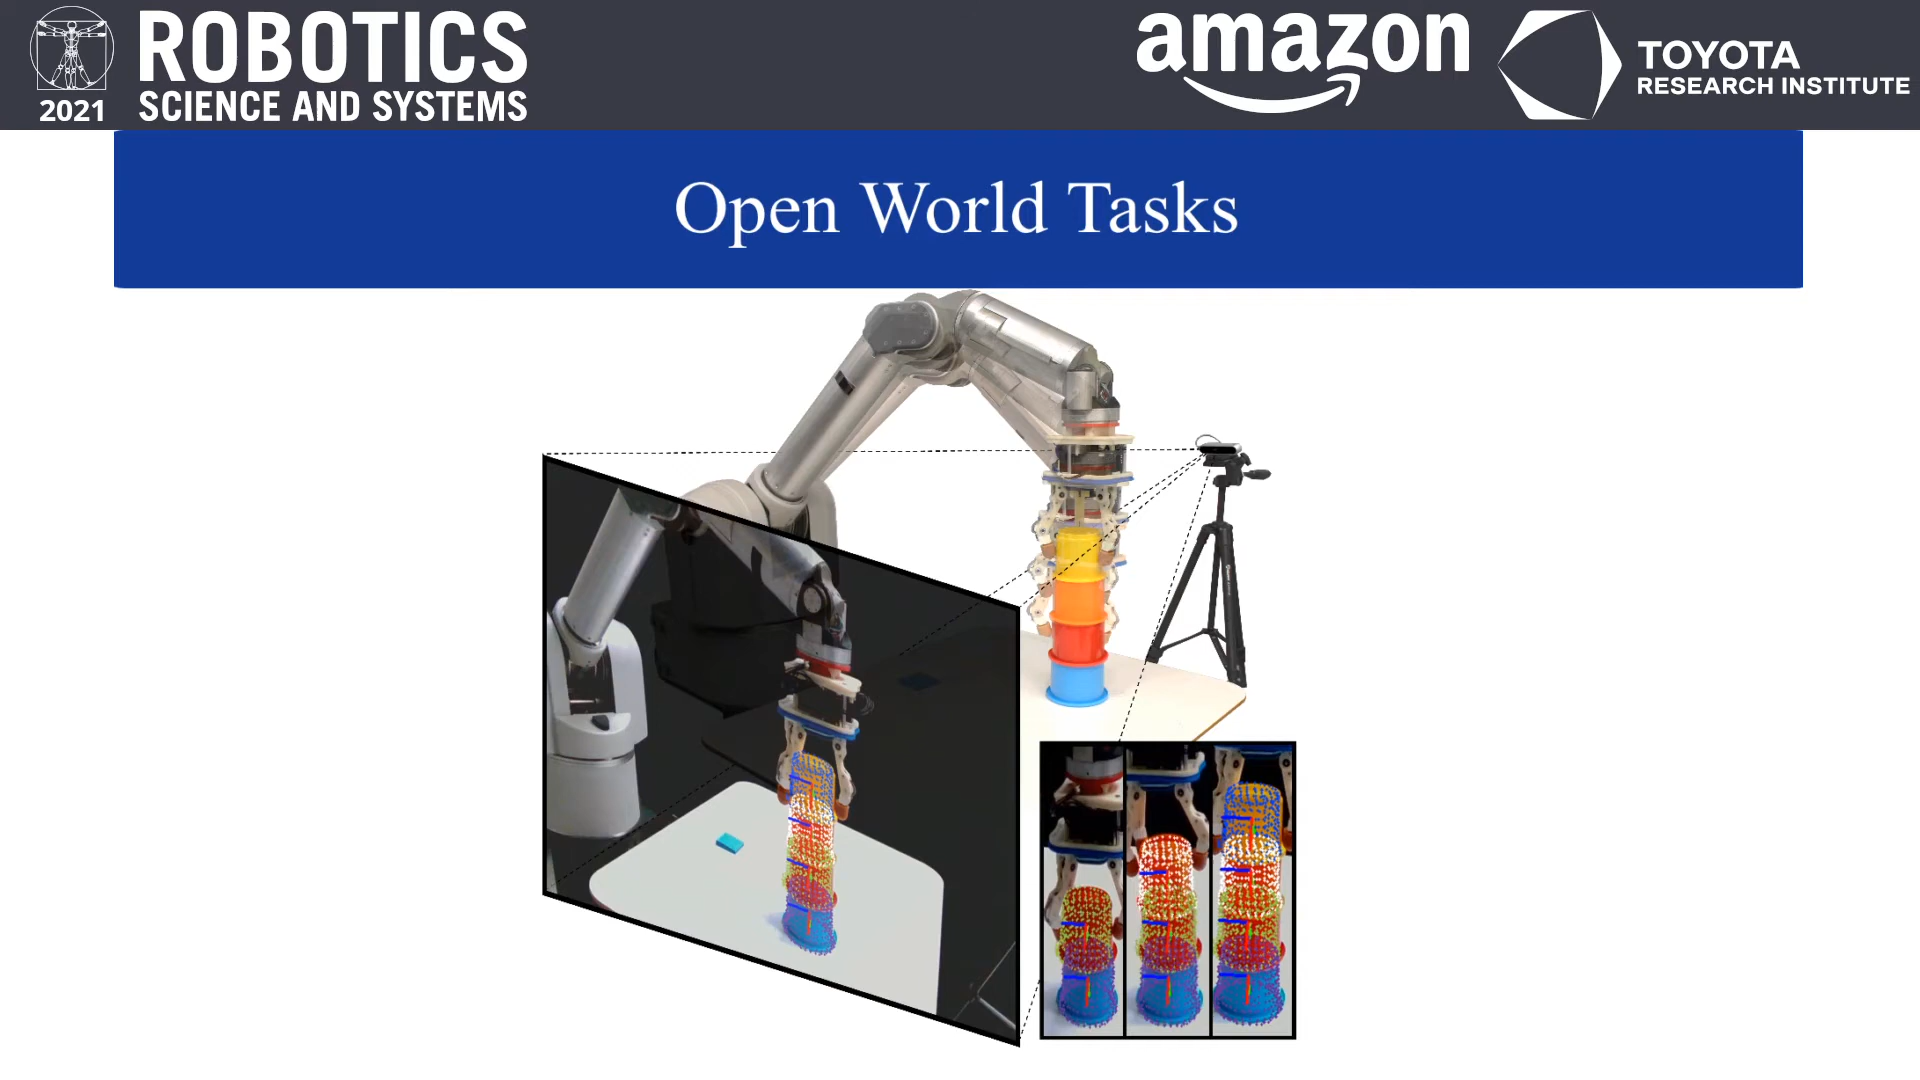 2021
ROBOTICS
SCIENCE AND SYSTEMS
amazon
TOYOTA
RESEARCH INSTITUTE
Open World Tasks